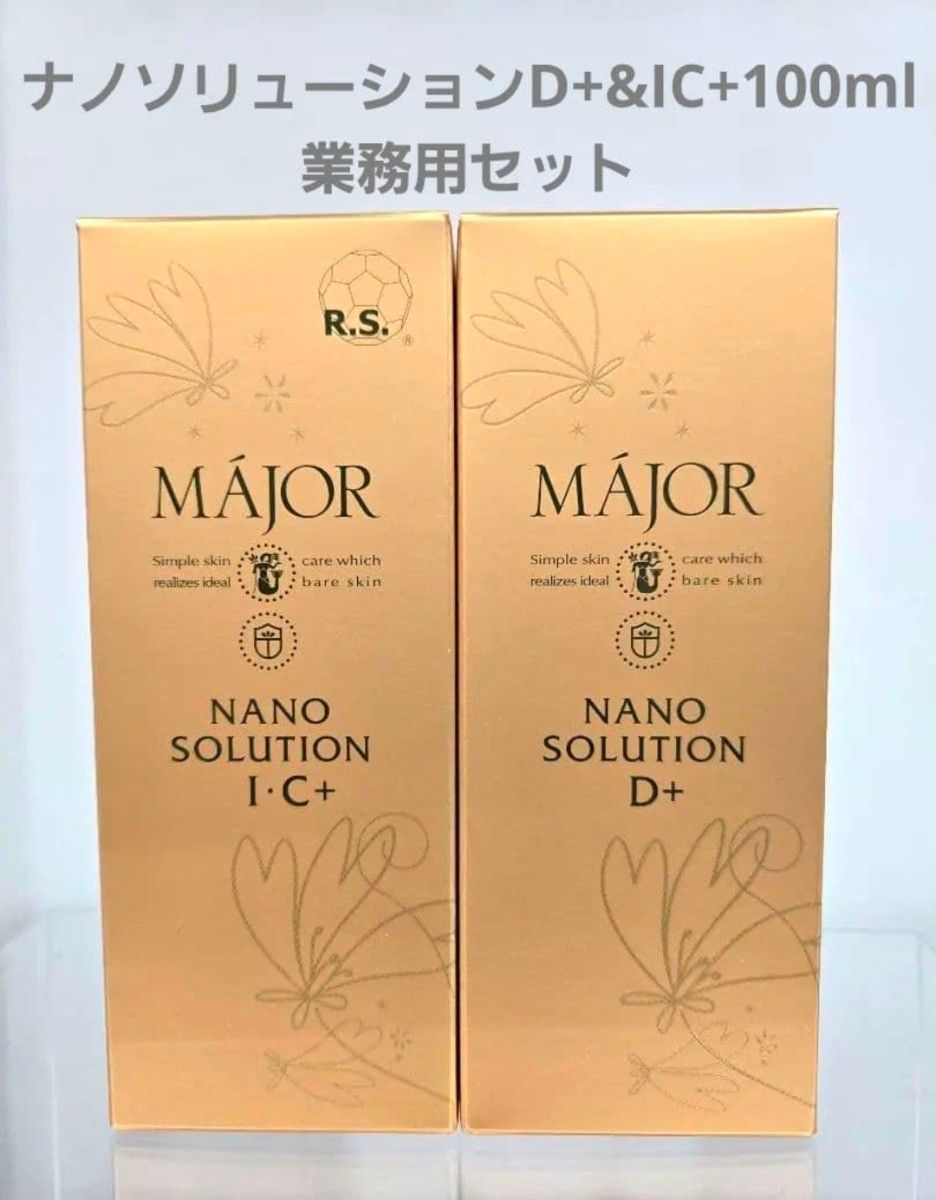 ナノソリューションD+&IC+100ml
業務用セット
R.S.
®
MÁJOR
Simple skin care which
realizes ideal bare skin
NANO
SOLUTION
I·C+
MÁJOR
Simple skin care which
realizes ideal bare skin
NANO
SOLUTION
D+